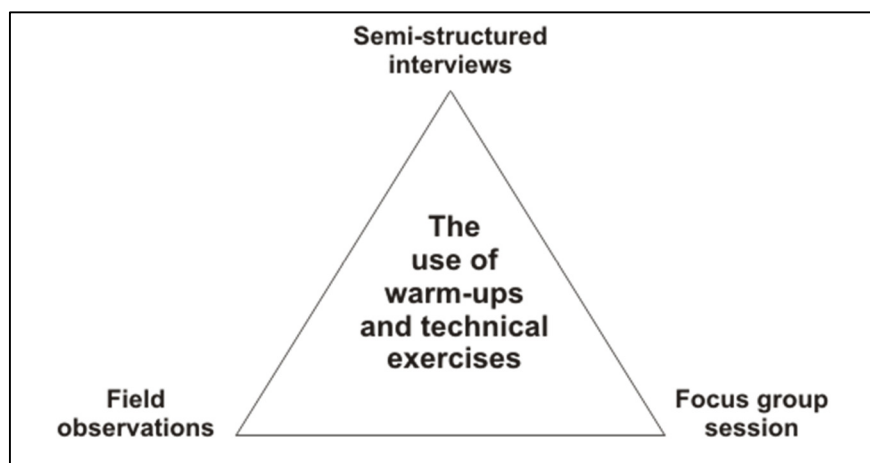 Semi-structured
interviews
The
use of
warm-ups
and technical
exercises
Field
observations
Focus group
session